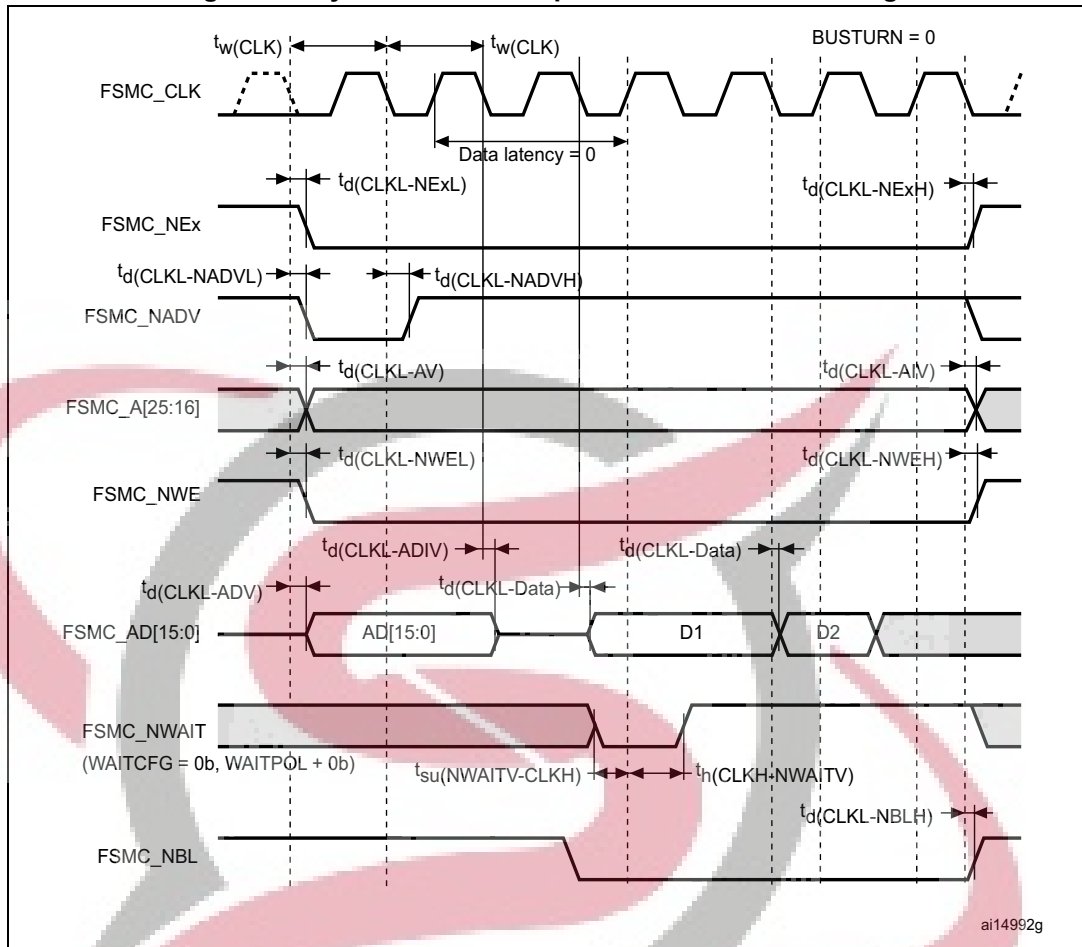 tw(CLK) tw(CLK) BUSTURN = 0
FSMC_CLK
Data latency = 0
td(CLKL-NExL) td(CLKL-NExH)
FSMC_NEx
td(CLKL-NADVL) td(CLKL-NADVH)
FSMC_NADV
td(CLKL-AV) td(CLKL-AIV)
FSMC_A[25:16]
td(CLKL-NWEL) td(CLKL-NWEH)
FSMC_NWE
td(CLKL-ADIV) td(CLKL-Data)
td(CLKL-ADV) td(CLKL-Data)
FSMC_AD[15:0] AD[15:0] D1 D2
FSMC_NWAIT
(WAITCFG = 0b, WAITPOL + 0b)
tsu(NWAITV-CLKH) th(CLKH-NWAITV)
td(CLKL-NBLH)
FSMC_NBL
ai14992g